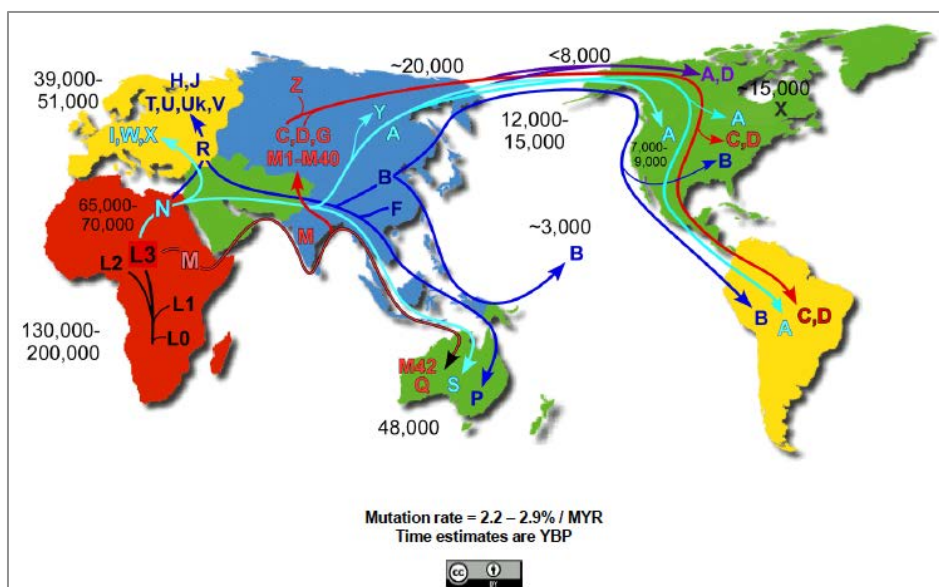 39,000-
51,000
H, J
T,U,Uk,V
I,W,X
R
N
65,000-
70,000
L3
L2
M
L1
L0
130,000-
200,000
Z
C,D,G
M1-M40
Y
A
~20,000
<8,000
B
F
M
M42
Q
S
P
48,000
~3,000
B
12,000-
15,000
A,D
~15,000
X
A
A
C,D
7,000-
9,000
B
B
A
C,D
Mutation rate = 2.2 – 2.9% / MYR
Time estimates are YBP
cc
BY